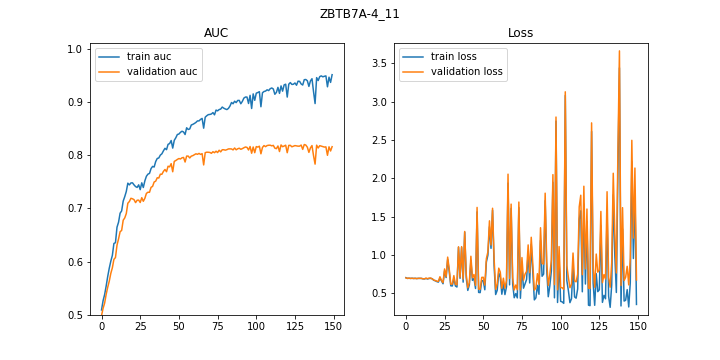 ZBTB7A-4_11
AUC
train auc
validation auc
1.0
0.9
0.8
0.7
0.6
0.5
0 25 50 75 100 125 150
Loss
train loss
validation loss
3.5
3.0
2.5
2.0
1.5
1.0
0.5
0 25 50 75 100 125 150